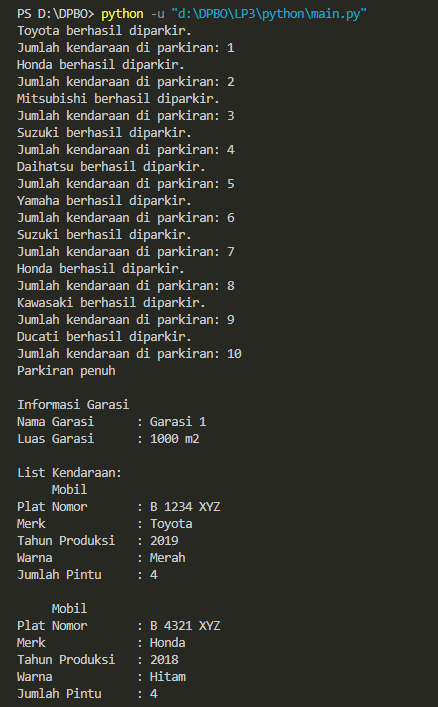 PS D:\DPBO> python -u "d:\DPBO\LP3\python\main.py"
Toyota berhasil diparkir.
Jumlah kendaraan di parkiran: 1
Honda berhasil diparkir.
Jumlah kendaraan di parkiran: 2
Mitsubishi berhasil diparkir.
Jumlah kendaraan di parkiran: 3
Suzuki berhasil diparkir.
Jumlah kendaraan di parkiran: 4
Daihatsu berhasil diparkir.
Jumlah kendaraan di parkiran: 5
Yamaha berhasil diparkir.
Jumlah kendaraan di parkiran: 6
Suzuki berhasil diparkir.
Jumlah kendaraan di parkiran: 7
Honda berhasil diparkir.
Jumlah kendaraan di parkiran: 8
Kawasaki berhasil diparkir.
Jumlah kendaraan di parkiran: 9
Ducati berhasil diparkir.
Jumlah kendaraan di parkiran: 10
Parkiran penuh

Informasi Garasi
Nama Garasi      : Garasi 1
Luas Garasi      : 1000 m2

List Kendaraan:
     Mobil
Plat Nomor       : B 1234 XYZ
Merk             : Toyota
Tahun Produksi   : 2019
Warna            : Merah
Jumlah Pintu     : 4

     Mobil
Plat Nomor       : B 4321 XYZ
Merk             : Honda
Tahun Produksi   : 2018
Warna            : Hitam
Jumlah Pintu     : 4